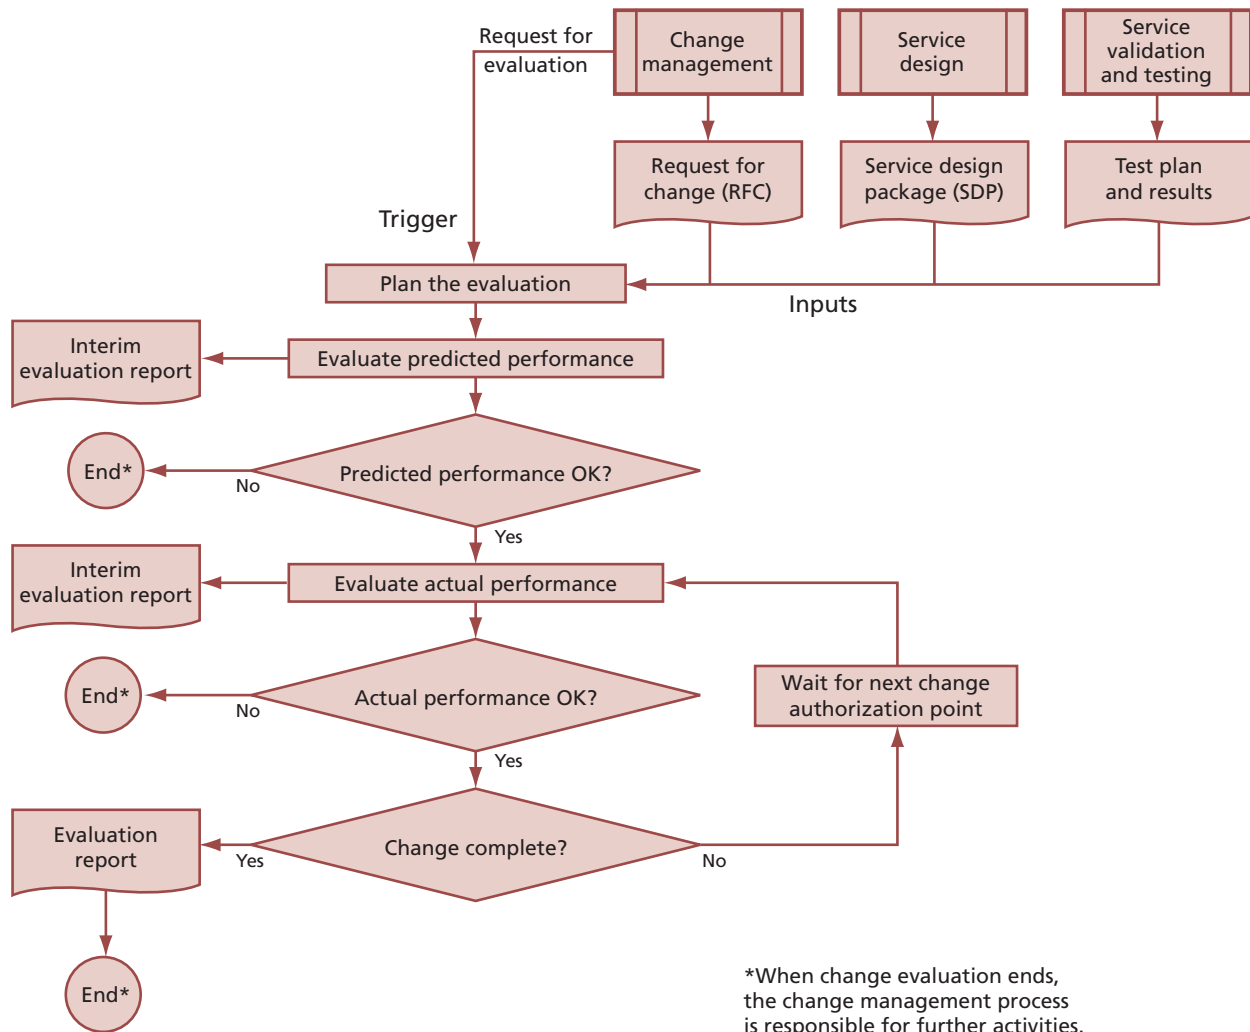 Request for
evaluation
Change
management
Service
design
Service
validation
and testing
Request for
change (RFC)
Service design
package (SDP)
Test plan
and results
Trigger
Plan the evaluation
Inputs
Interim
evaluation report
Evaluate predicted performance
End*
No
Predicted performance OK?
Yes
Interim
evaluation report
Evaluate actual performance
End*
No
Actual performance OK?
Wait for next change
authorization point
Yes
Evaluation
report
Yes
Change complete?
No
End*
*When change evaluation ends,
the change management process
is responsible for further activities.